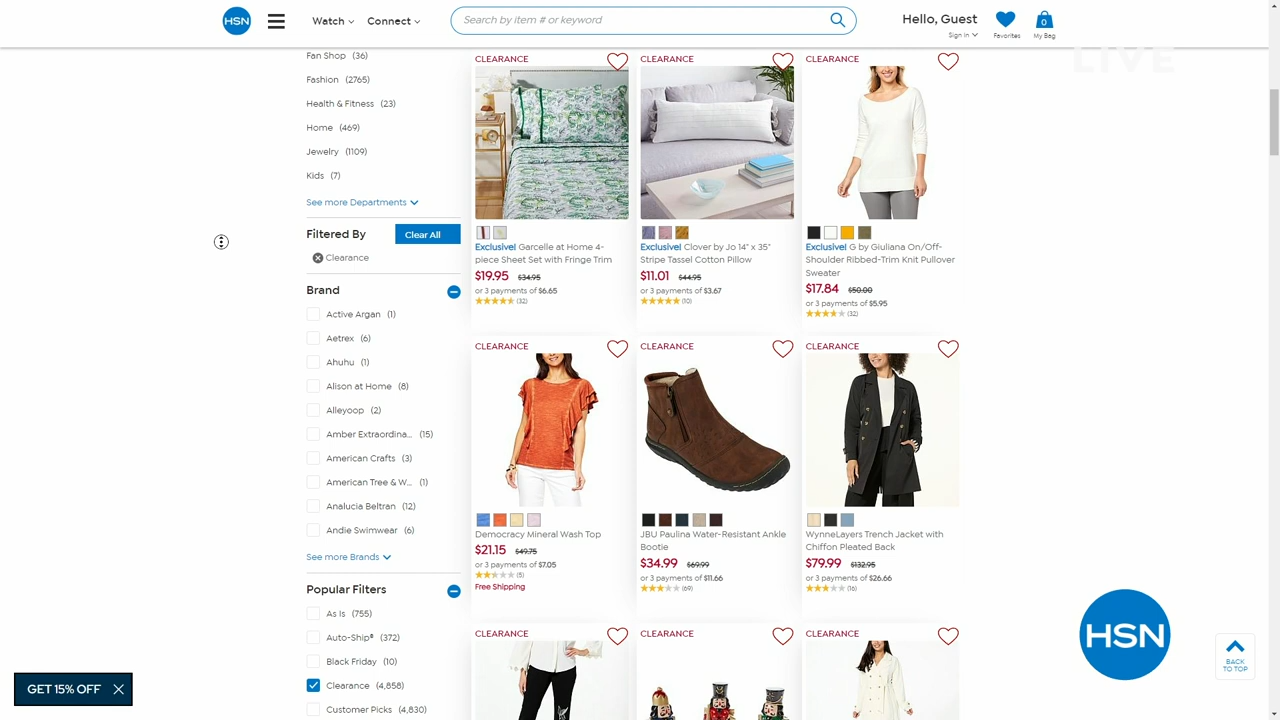 HSN
Watch
Connect
Search by item # or keyword
Hello, Guest
Sign In
Favorites
0
My Bag
LIVE
Fan Shop (36)
Fashion (2765)
Health & Fitness (23)
Home (469)
Jewelry (1109)
Kids (7)
See more Departments
Filtered By
Clear All
Clearance
Brand
Active Argan (1)
Aetrex (6)
Ahuhu (1)
Alison at Home (8)
Alleyoop (2)
Amber Extraordina... (15)
American Crafts (3)
American Tree & W... (1)
Analucia Beltran (12)
Andie Swimwear (6)
See more Brands
Popular Filters
As Is (755)
Auto-Ship® (372)
Black Friday (10)
Clearance (4,858)
Customer Picks (4,830)
CLEARANCE
Exclusive! Garcelle at Home 4-
piece Sheet Set with Fringe Trim
$19.95 $34.95
or 3 payments of $6.65
(32)
CLEARANCE
Exclusive! Clover by Jo 14" x 35"
Stripe Tassel Cotton Pillow
$11.01 $44.95
or 3 payments of $3.67
(10)
CLEARANCE
Exclusive! G by Giuliana On/Off-
Shoulder Ribbed-Trim Knit Pullover
Sweater
$17.84 $50.00
or 3 payments of $5.95
(32)
CLEARANCE
Democracy Mineral Wash Top
$21.15 $49.75
or 3 payments of $7.05
(5)
Free Shipping
CLEARANCE
JBU Paulina Water-Resistant Ankle
Bootie
$34.99 $69.99
or 3 payments of $11.66
(69)
CLEARANCE
WynneLayers Trench Jacket with
Chiffon Pleated Back
$79.99 $132.95
or 3 payments of $26.66
(16)
CLEARANCE
CLEARANCE
CLEARANCE
GET 15% OFF
HSN
BACK
TO TOP